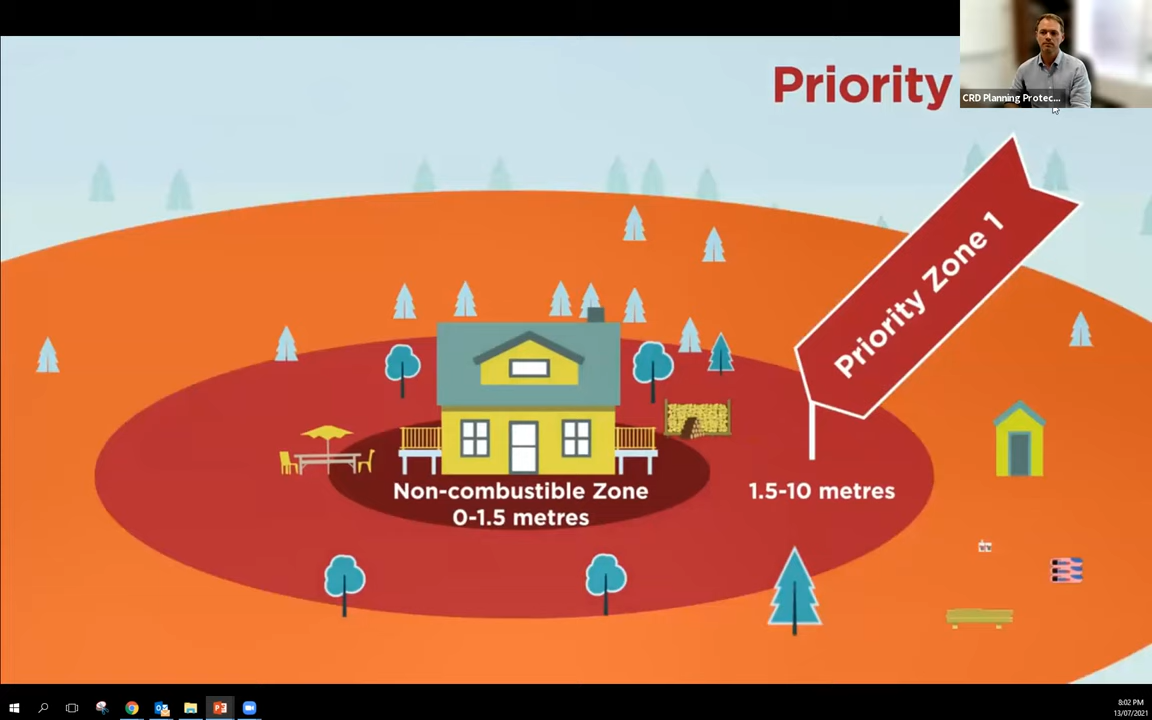 Priority
CRD Planning Protec...
Priority Zone 1
Non-combustible Zone
0-1.5 metres
1.5-10 metres
8:02 PM
13/07/2021